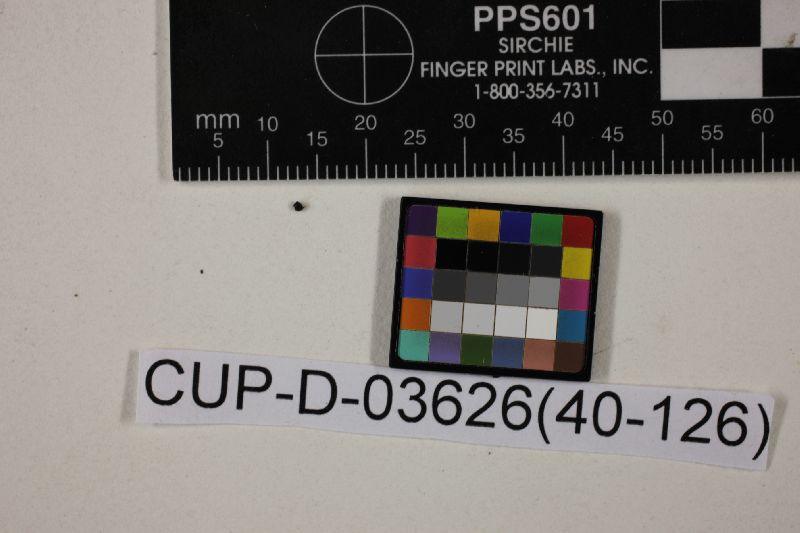 PPS601
SIRCHIE
FINGER PRINT LABS., INC.
1-800-356-7311
mm 5 10 15 20 25 30 35 40 45 50 55 60
CUP-D-03626(40-126)